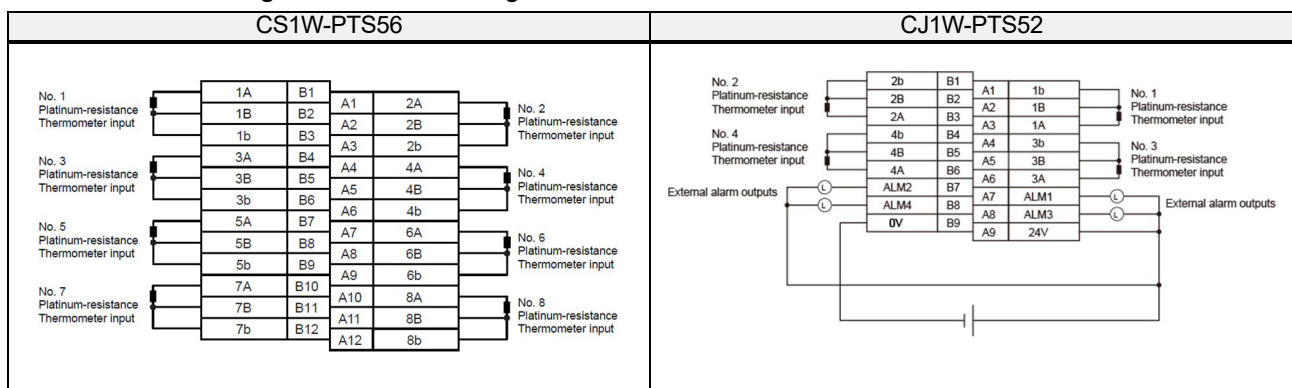 CS1W-PTS56
CJ1W-PTS52
No. 1
Platinum-resistance
Thermometer input
No. 3
Platinum-resistance
Thermometer input
No. 5
Platinum-resistance
Thermometer input
No. 7
Platinum-resistance
Thermometer input
1A B1
1B B2
1b B3
3A B4
3B B5
3b B6
5A B7
5B B8
5b B9
7A B10
7B B11
7b B12
A1 2A
A2 2B
A3 2b
A4 4A
A5 4B
A6 4b
A7 6A
A8 6B
A9 6b
A10 8A
A11 8B
A12 8b
No. 2
Platinum-resistance
Thermometer input
No. 4
Platinum-resistance
Thermometer input
No. 6
Platinum-resistance
Thermometer input
No. 8
Platinum-resistance
Thermometer input
No. 2
Platinum-resistance
Thermometer input
No. 4
Platinum-resistance
Thermometer input
External alarm outputs
L
L
2b B1
2B B2
2A B3
4b B4
4B B5
4A B6
ALM2 B7
ALM4 B8
0V B9
A1 1b
A2 1B
A3 1A
A4 3b
A5 3B
A6 3A
A7 ALM1
A8 ALM3
A9 24V
L
L
No. 1
Platinum-resistance
Thermometer input
No. 3
Platinum-resistance
Thermometer input
External alarm outputs